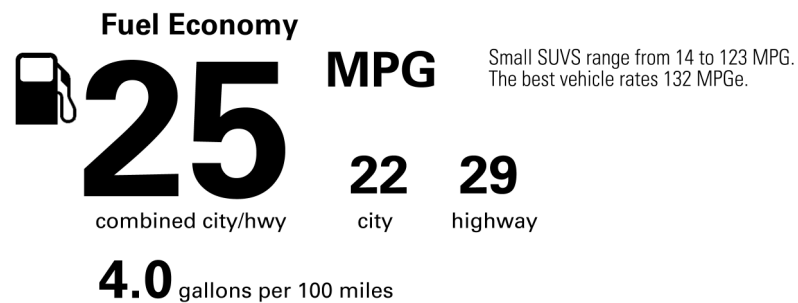 Fuel Economy
25
MPG
Small SUVS range from 14 to 123 MPG.
The best vehicle rates 132 MPGe.
22 29
combined city/hwy city highway
4.0 gallons per 100 miles